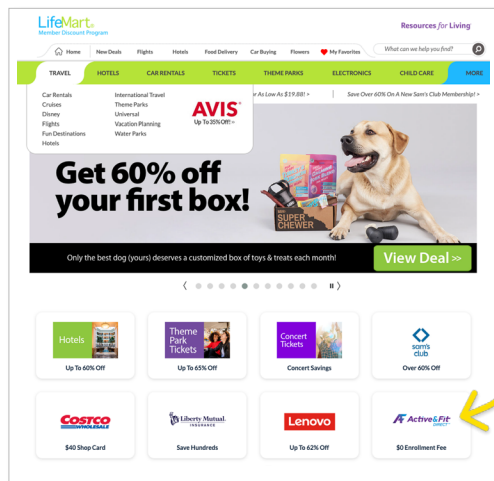 LifeMart®
Member Discount Program
Resources for Living
Home New Deals Flights Hotels Food Delivery Car Buying Flowers My Favorites What can we help you find?
TRAVEL HOTELS CAR RENTALS TICKETS THEME PARKS ELECTRONICS CHILD CARE MORE
r As Low As $19.88! > Save Over 60% On A New Sam's Club Membership! >
Car Rentals International Travel
Cruises Theme Parks
Disney Universal
Flights Vacation Planning
Fun Destinations Water Parks
Hotels
AVIS®
Up To 35% Off! >
Get 60% off
your first box!
SUPER
CHEWER
Only the best dog (yours) deserves a customized box of toys & treats each month!
View Deal >>
Hotels
Up To 60% Off
Theme
Park
Tickets
Up To 65% Off
Concert
Tickets
Concert Savings
sam's
club
Over 60% Off
COSTCO
WHOLESALE
$40 Shop Card
Liberty Mutual.
INSURANCE
Save Hundreds
Lenovo
Up To 62% Off
Active&Fit
DIRECT™
$0 Enrollment Fee